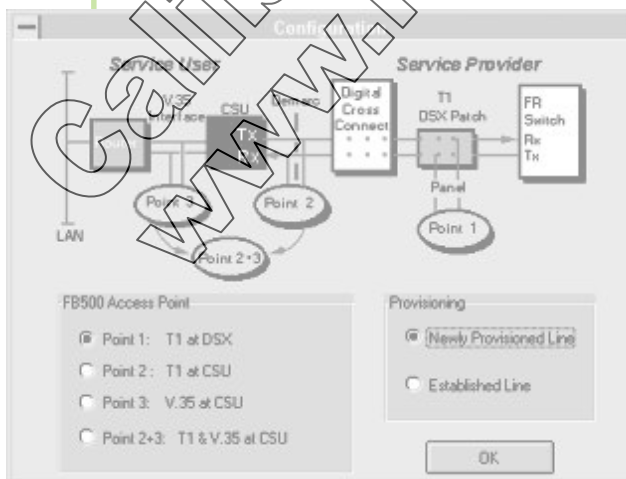 Configuration
Service User
Service Provider
V.35
Interface
CSU
Demarc
Digital
Cross
Connect
T1
DSX Patch
FR
Switch
Rx
Tx
Tx
Rx
Router
Panel
Point 3
Point 2
Point 1
LAN
Point 2+3
FB500 Access Point
Point 1: T1 at DSX
Point 2 : T1 at CSU
Point 3: V.35 at CSU
Point 2+3: T1 & V.35 at CSU
Provisioning
Newly Provisioned Line
Established Line
OK